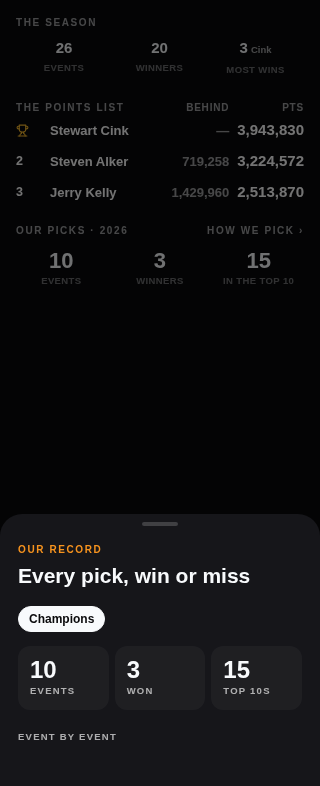 THE SEASON
26 20 3 Cink
EVENTS WINNERS MOST WINS
THE POINTS LIST BEHIND PTS
Stewart Cink — 3,943,830
2 Steven Alker 719,258 3,224,572
3 Jerry Kelly 1,429,960 2,513,870
OUR PICKS · 2026 HOW WE PICK ›
10 3 15
EVENTS WINNERS IN THE TOP 10
OUR RECORD
Every pick, win or miss
Champions
10 3 15
EVENTS WON TOP 10S
EVENT BY EVENT